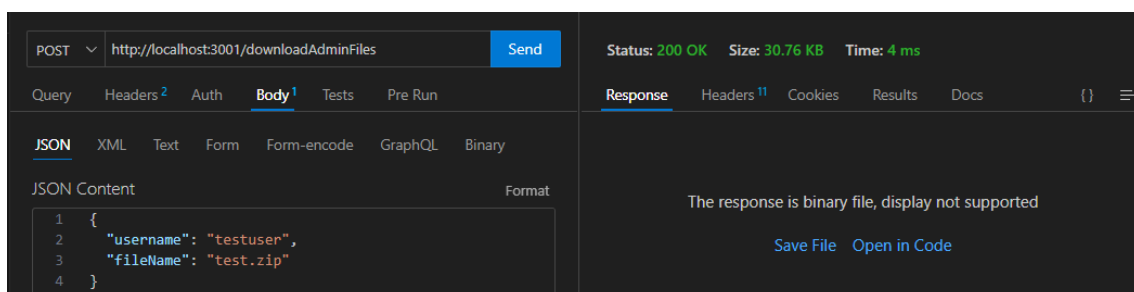 POST http://localhost:3001/downloadAdminFiles Send
Query Headers 2 Auth Body 1 Tests Pre Run
JSON XML Text Form Form-encode GraphQL Binary
JSON Content Format
1 {
2 "username": "testuser",
3 "fileName": "test.zip"
4 }
Status: 200 OK Size: 30.76 KB Time: 4 ms
Response Headers 11 Cookies Results Docs { }
The response is binary file, display not supported
Save File Open in Code